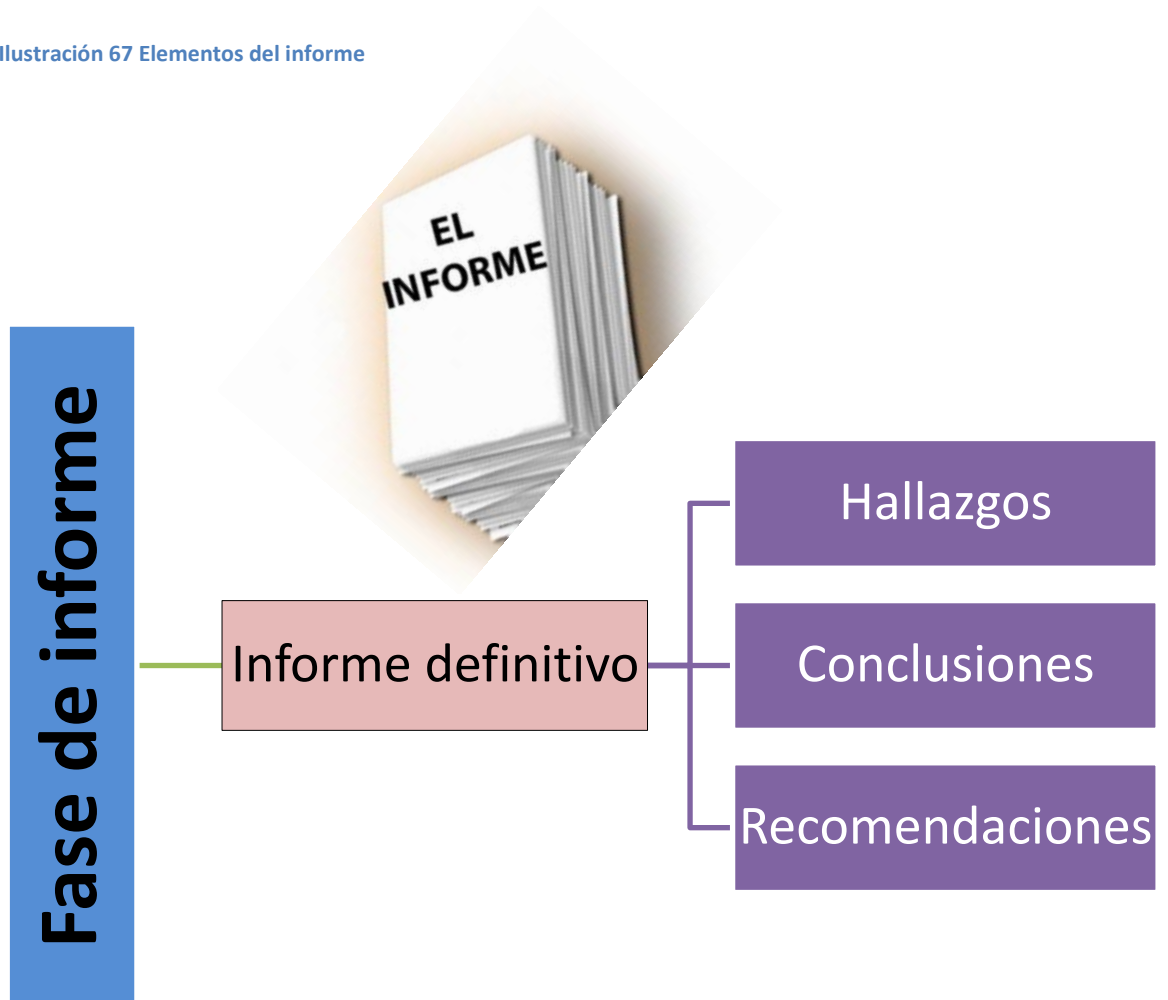 Ilustración 67 Elementos del informe
EL
INFORME
Fase de informe
Informe definitivo
Hallazgos
Conclusiones
Recomendaciones